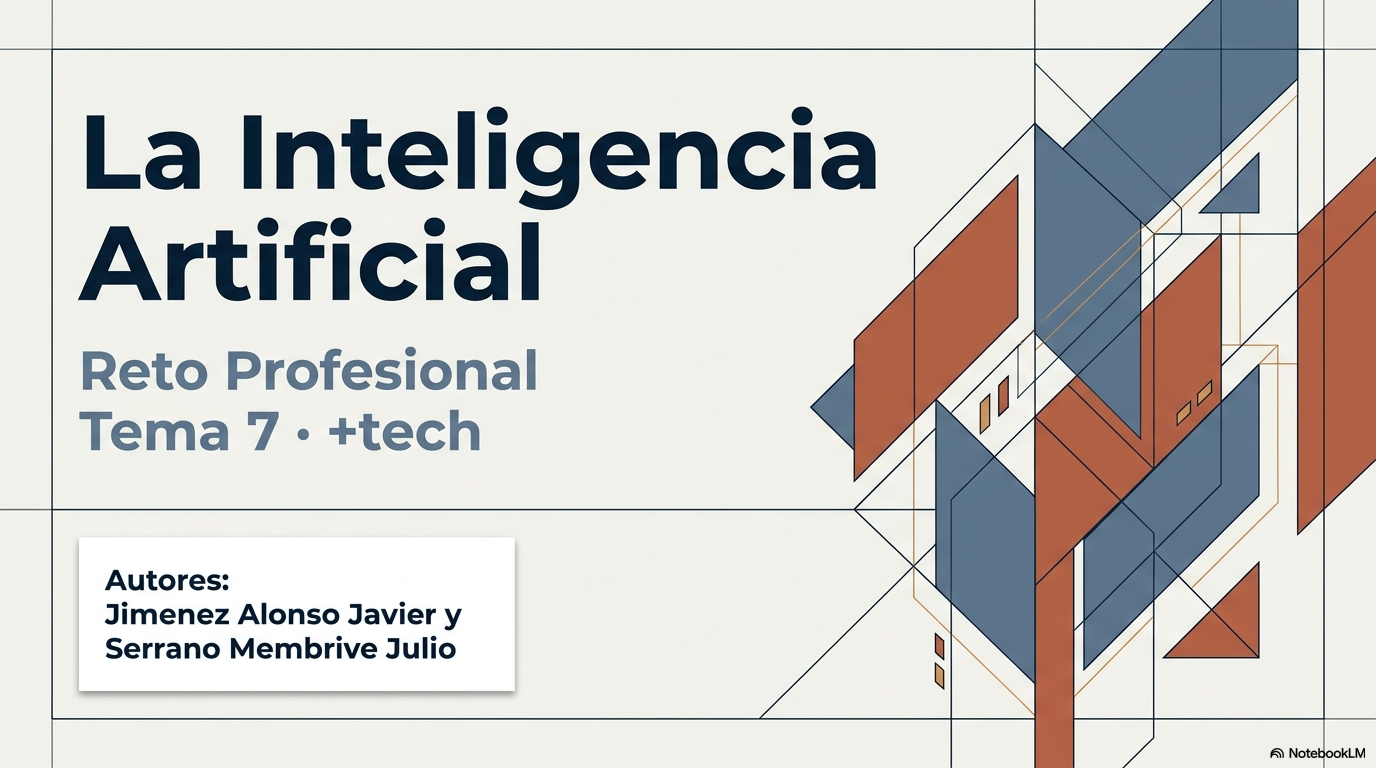 La Inteligencia
Artificial
Reto Profesional
Tema 7 • +tech
Autores:
Jimenez Alonso Javier y
Serrano Membrive Julio
NotebookLM